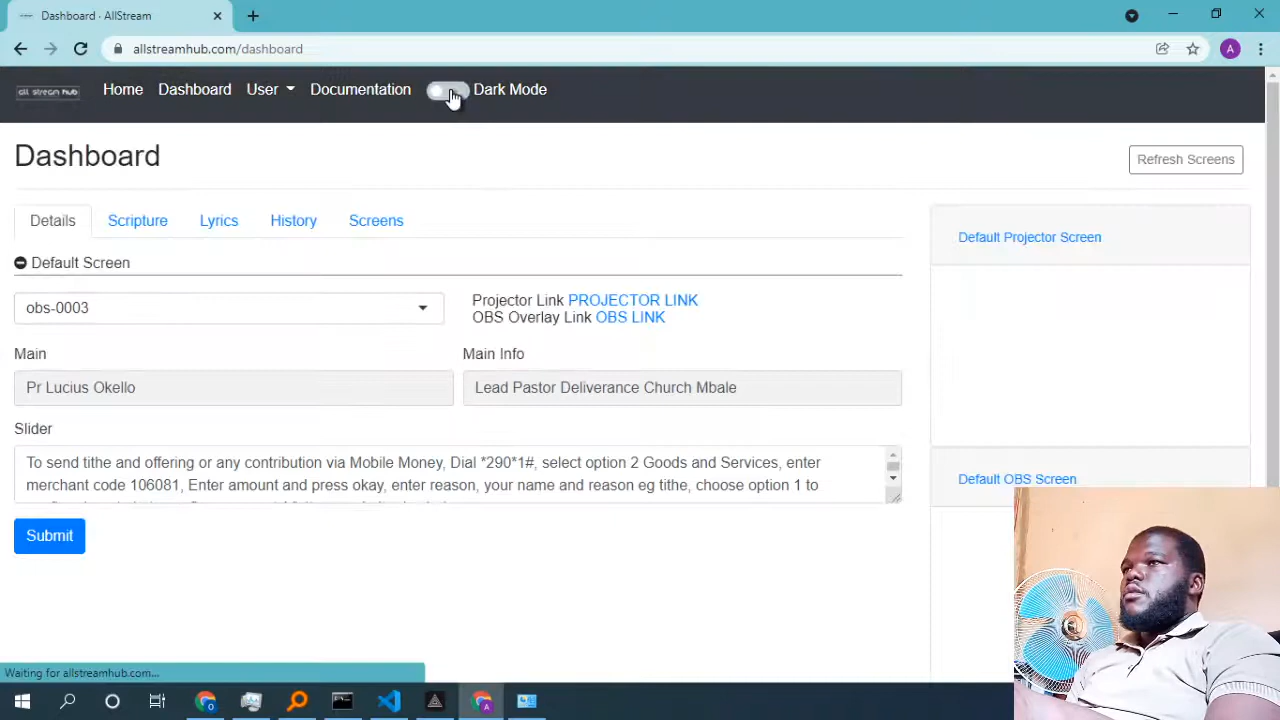 Dashboard · AllStream
allstreamhub.com/dashboard
A
all stream hub
Home Dashboard User Documentation Dark Mode
Dashboard
Refresh Screens
Details Scripture Lyrics History Screens
Default Screen
obs-0003
Projector Link PROJECTOR LINK
OBS Overlay Link OBS LINK
Main
Main Info
Pr Lucius Okello
Lead Pastor Deliverance Church Mbale
Slider
To send tithe and offering or any contribution via Mobile Money, Dial *290*1#, select option 2 Goods and Services, enter
merchant code 106081, Enter amount and press okay, enter reason, your name and reason eg tithe, choose option 1 to
Submit
Default Projector Screen
Default OBS Screen
Waiting for allstreamhub.com...